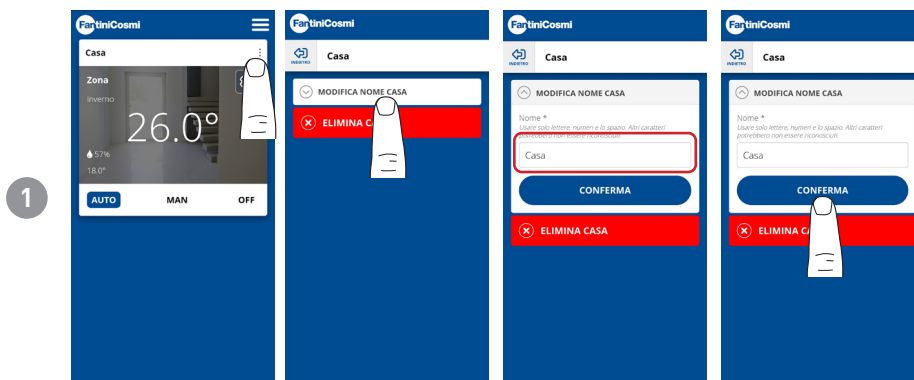 1
FantiniCosmi
Casa
Zona
Inverno
26.0°
57%
18.0°
AUTO MAN OFF
FantiniCosmi
INDIETRO
Casa
MODIFICA NOME CASA
ELIMINA
FantiniCosmi
INDIETRO
Casa
MODIFICA NOME CASA
Nome *
Usare solo lettere, numeri e lo spazio. Altri caratteri
potrebbero non essere riconosciuti.
Casa
CONFERMA
ELIMINA CASA
FantiniCosmi
INDIETRO
Casa
MODIFICA NOME CASA
Nome *
Usare solo lettere, numeri e lo spazio. Altri caratteri
potrebbero non essere riconosciuti.
Casa
CONFERMA
ELIMINA